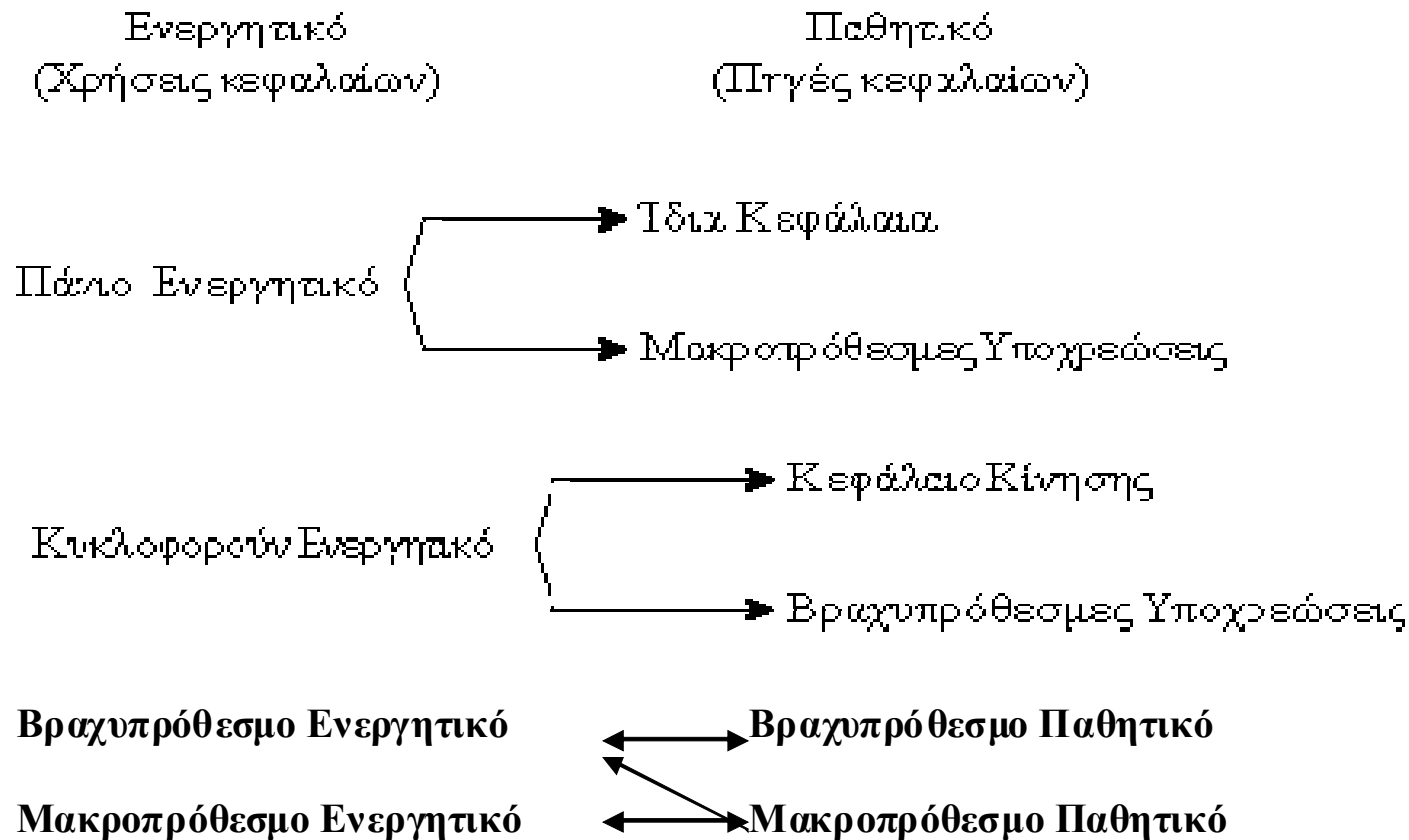 Ενεργητικό Παθητικό
(Χρήσεις κεφαλαίων) (Πηγές κεφαλαίων)
Ίδια Κεφάλαια
Πάγιο Ενεργητικό
Μακροπρόθεσμες Υποχρεώσεις
Κεφάλαιο Κίνησης
Κυκλοφορούν Ενεργητικό
Βραχυπρόθεσμες Υποχρεώσεις
Βραχυπρόθεσμο Ενεργητικό Βραχυπρόθεσμο Παθητικό
Μακροπρόθεσμο Ενεργητικό Μακροπρόθεσμο Παθητικό